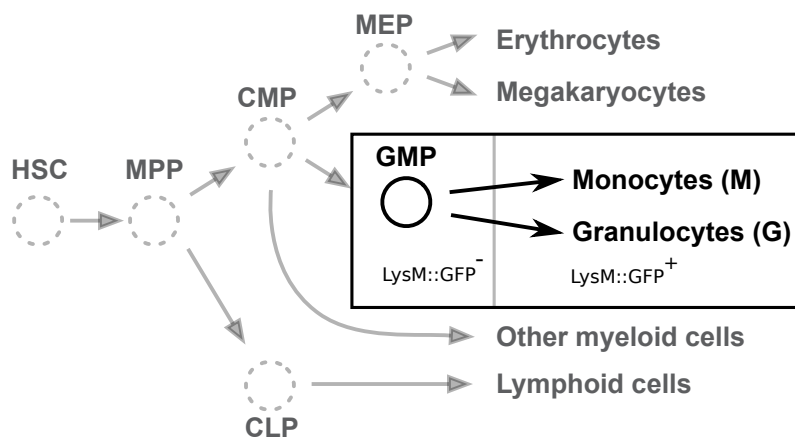 MEP
Erythrocytes
CMP
Megakaryocytes
GMP
HSC
MPP
Monocytes (M)
Granulocytes (G)
LysM::GFP-
LysM::GFP+
Other myeloid cells
Lymphoid cells
CLP